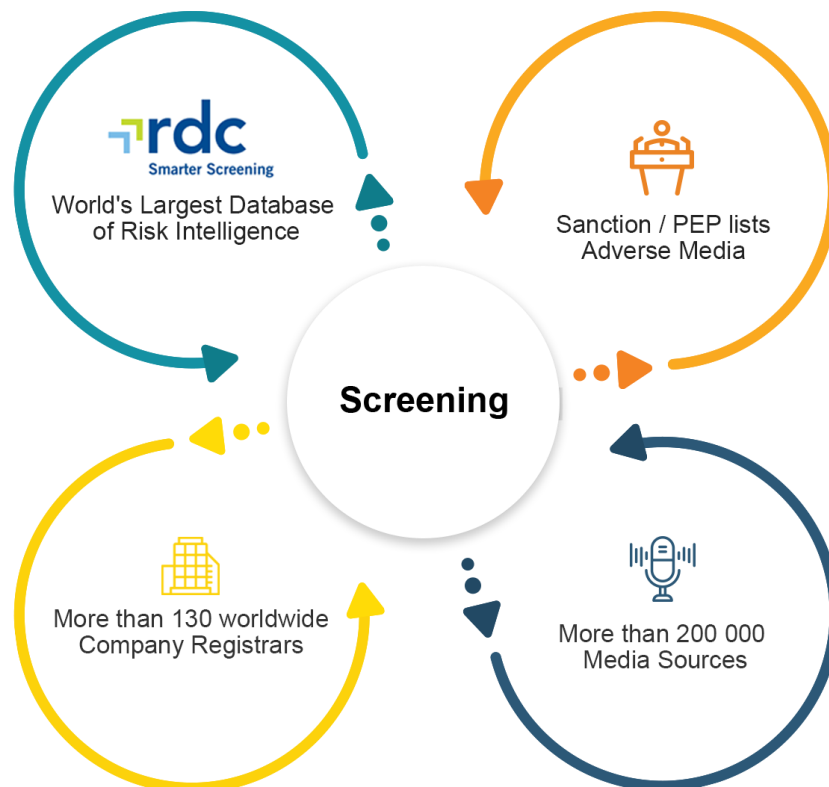 rdc
Smarter Screening
World's Largest Database
of Risk Intelligence
Sanction / PEP lists
Adverse Media
Screening
More than 130 worldwide
Company Registrars
More than 200 000
Media Sources